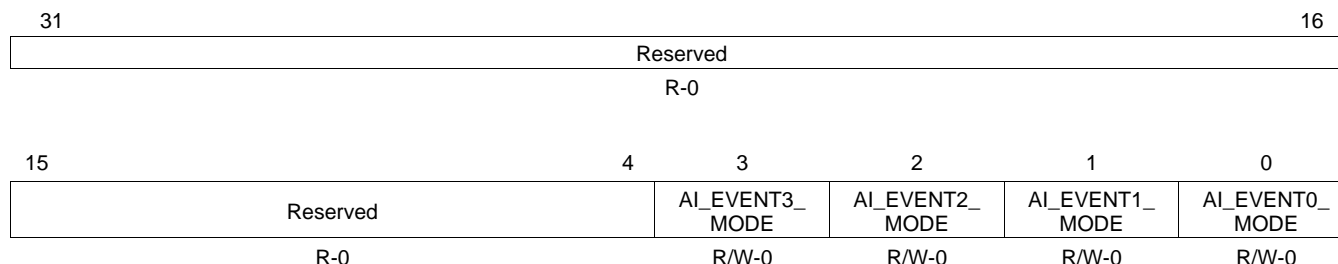 31 16
Reserved
R-0
15 4 3 2 1 0
Reserved AI_EVENT3_ AI_EVENT2_ AI_EVENT1_ AI_EVENT0_
MODE MODE MODE MODE
R-0 R/W-0 R/W-0 R/W-0 R/W-0